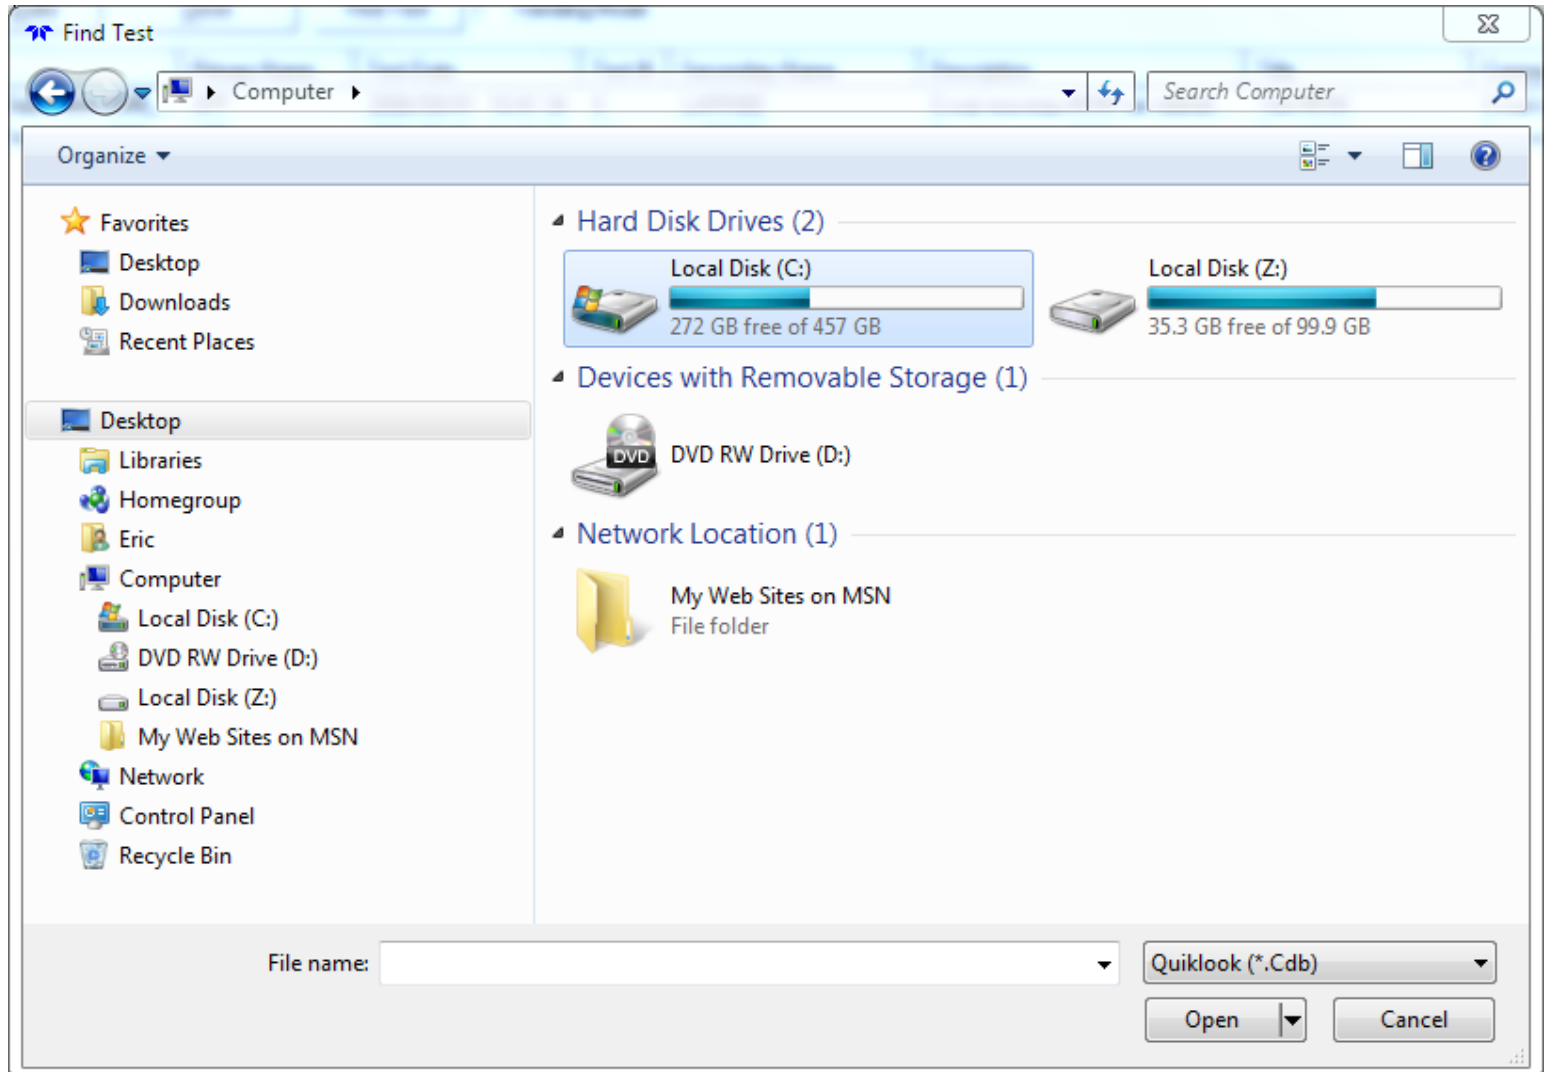 Find Test
Computer
Search Computer
Organize
Favorites
Desktop
Downloads
Recent Places
Desktop
Libraries
Homegroup
Eric
Computer
Local Disk (C:)
DVD RW Drive (D:)
Local Disk (Z:)
My Web Sites on MSN
Network
Control Panel
Recycle Bin
Hard Disk Drives (2)
Local Disk (C:)
272 GB free of 457 GB
Local Disk (Z:)
35.3 GB free of 99.9 GB
Devices with Removable Storage (1)
DVD
DVD RW Drive (D:)
Network Location (1)
My Web Sites on MSN
File folder
File name:
Quiklook (*.Cdb)
Open
Cancel